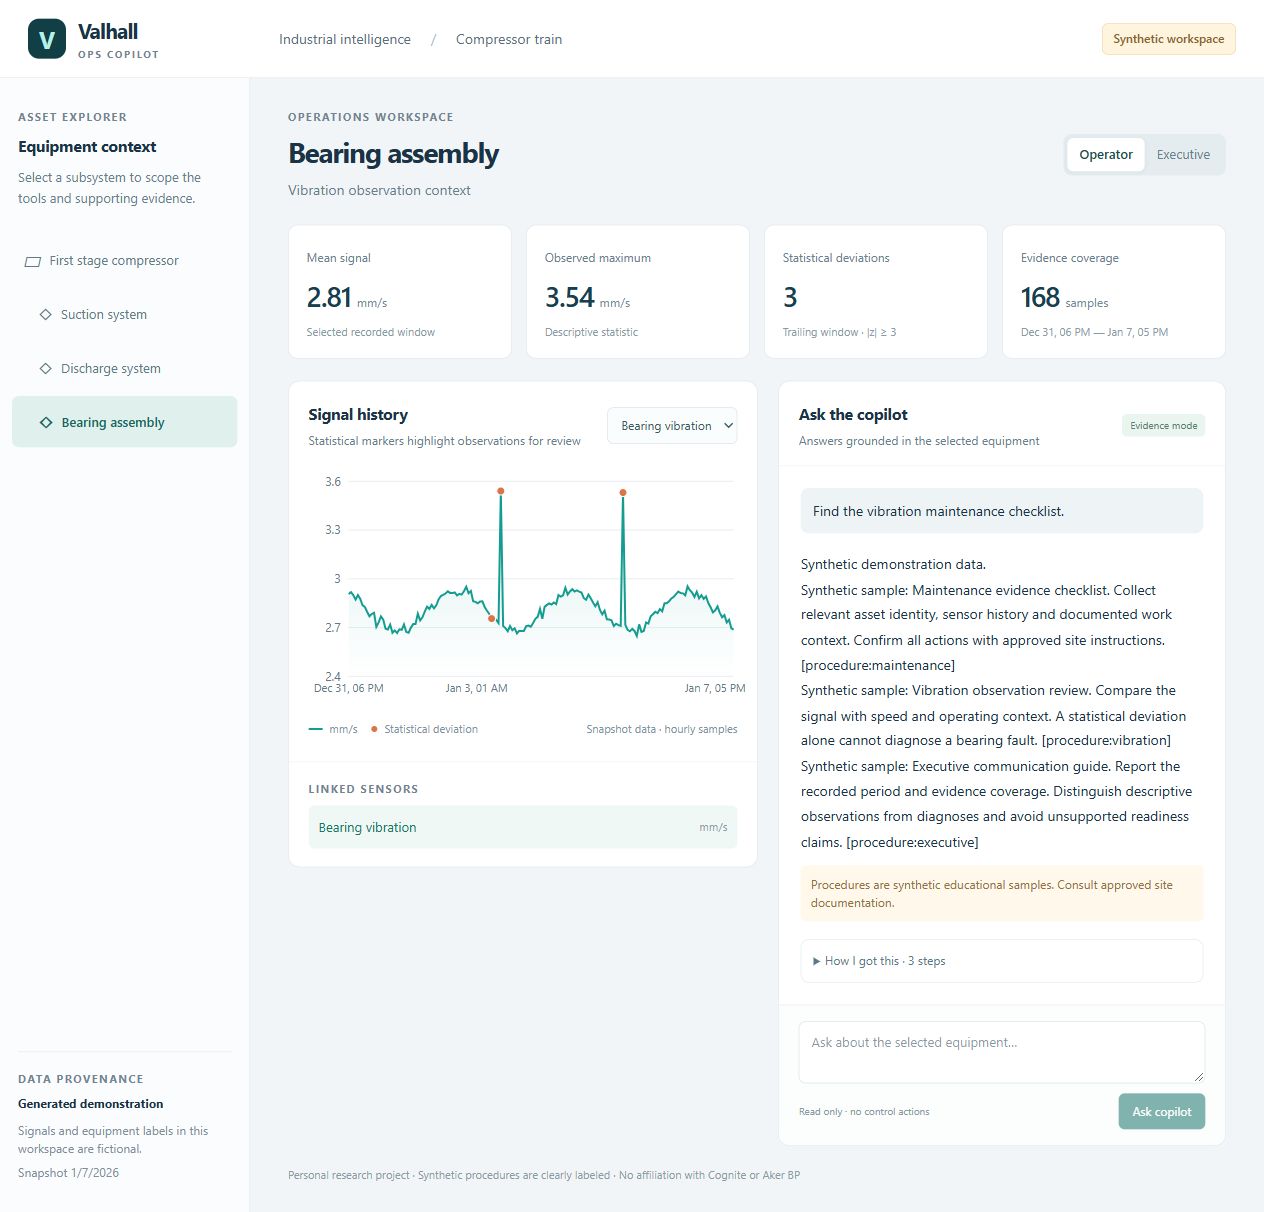 V
Valhall
OPS COPILOT
Industrial intelligence / Compressor train
Synthetic workspace
ASSET EXPLORER
Equipment context
Select a subsystem to scope the
tools and supporting evidence.
First stage compressor
Suction system
Discharge system
Bearing assembly
DATA PROVENANCE
Generated demonstration
Signals and equipment labels in this
workspace are fictional.
Snapshot 1/7/2026
OPERATIONS WORKSPACE
Bearing assembly
Vibration observation context
Operator Executive
Mean signal
2.81 mm/s
Selected recorded window
Observed maximum
3.54 mm/s
Descriptive statistic
Statistical deviations
3
Trailing window · |z| ≥ 3
Evidence coverage
168 samples
Dec 31, 06 PM — Jan 7, 05 PM
Signal history
Statistical markers highlight observations for review
Bearing vibration
3.6
3.3
3
2.7
2.4
Dec 31, 06 PM Jan 3, 01 AM Jan 7, 05 PM
mm/s Statistical deviation Snapshot data · hourly samples
LINKED SENSORS
Bearing vibration mm/s
Ask the copilot
Answers grounded in the selected equipment
Evidence mode
Find the vibration maintenance checklist.
Synthetic demonstration data.
Synthetic sample: Maintenance evidence checklist. Collect
relevant asset identity, sensor history and documented work
context. Confirm all actions with approved site instructions.
[procedure:maintenance]
Synthetic sample: Vibration observation review. Compare the
signal with speed and operating context. A statistical deviation
alone cannot diagnose a bearing fault. [procedure:vibration]
Synthetic sample: Executive communication guide. Report the
recorded period and evidence coverage. Distinguish descriptive
observations from diagnoses and avoid unsupported readiness
claims. [procedure:executive]
Procedures are synthetic educational samples. Consult approved site
documentation.
How I got this · 3 steps
Ask about the selected equipment...
Read only · no control actions
Ask copilot
Personal research project · Synthetic procedures are clearly labeled · No affiliation with Cognite or Aker BP